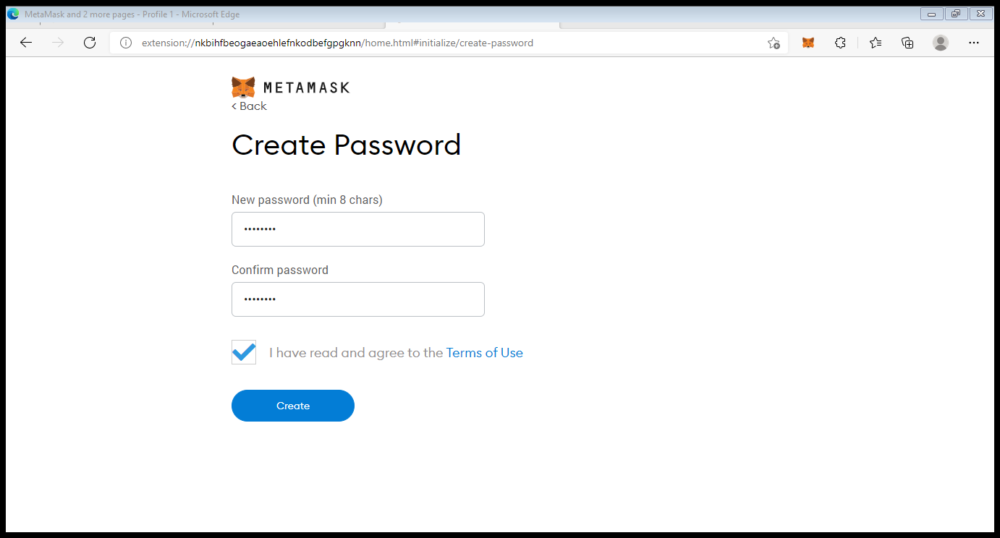 MetaMask and 2 more pages - Profile 1 - Microsoft Edge
extension://nkbihfbeogaeaoehlefnkodbefgpgknn/home.html#initialize/create-password
METAMASK
< Back
Create Password
New password (min 8 chars)
••••••••
Confirm password
••••••••
I have read and agree to the Terms of Use
Create